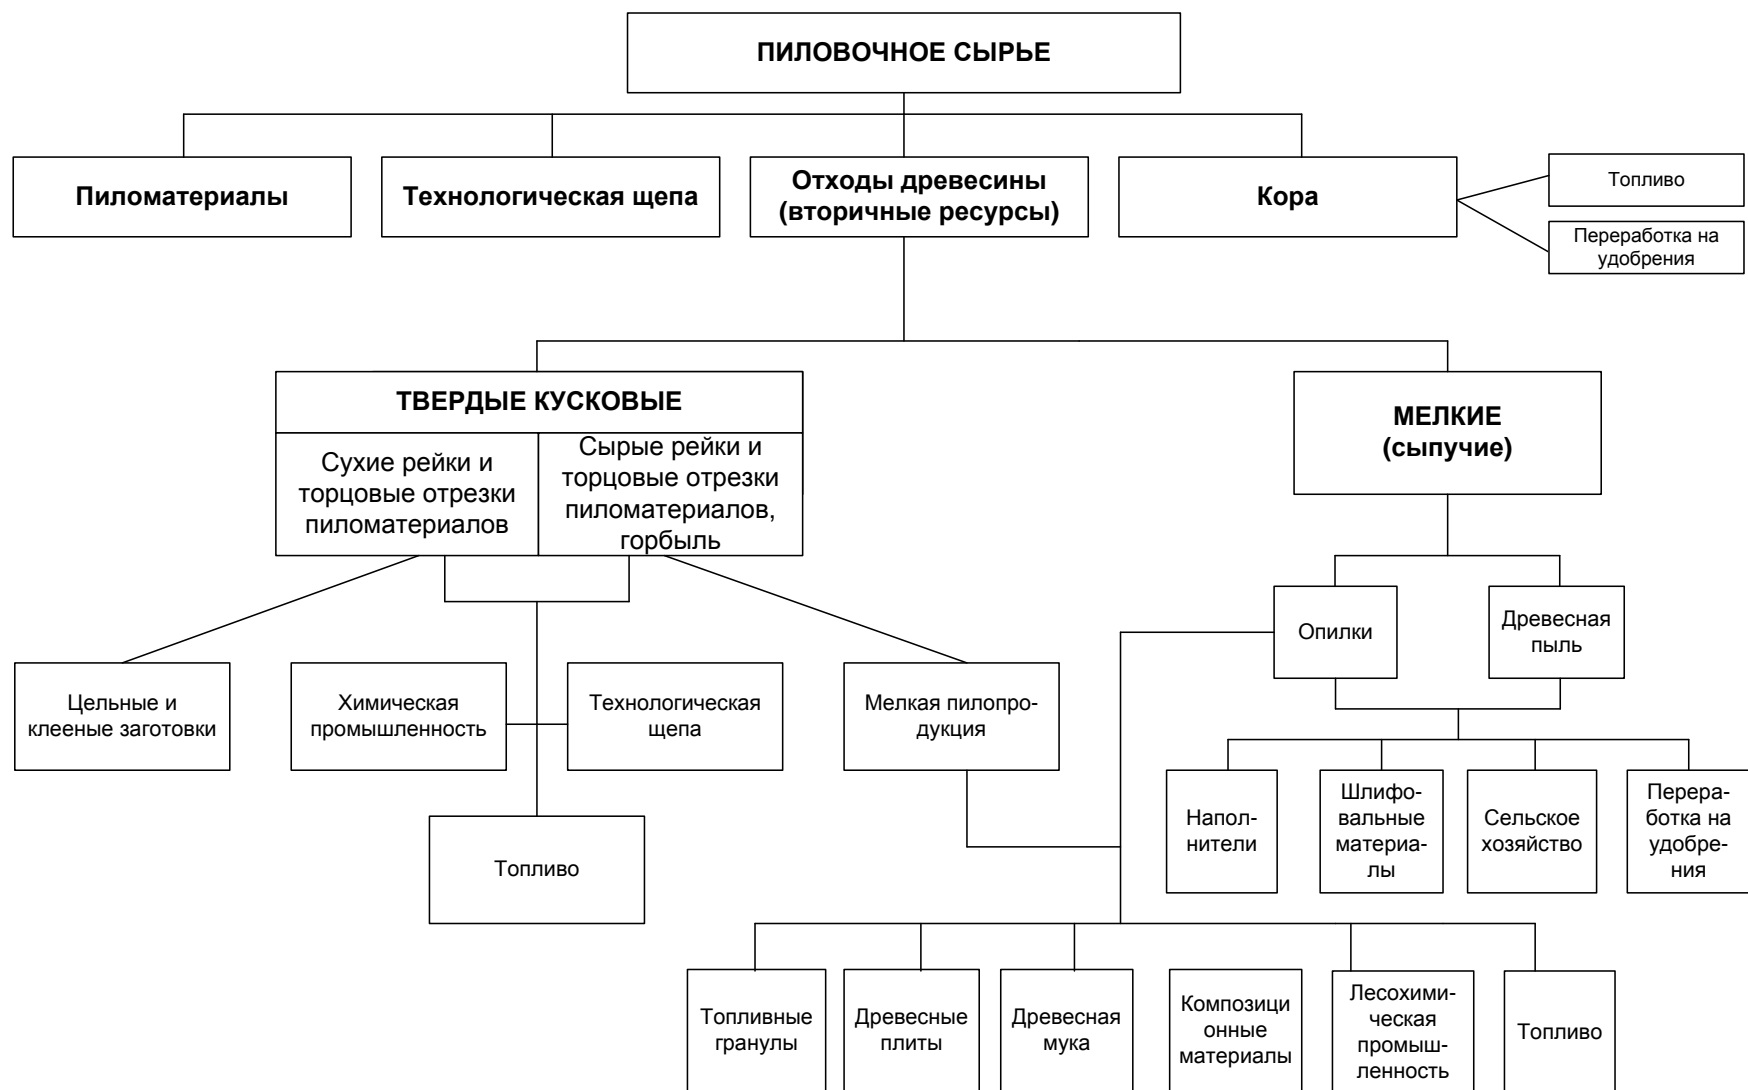 ПИЛОВОЧНОЕ СЫРЬЕ
Пиломатериалы
Технологическая щепа
Отходы древесины
(вторичные ресурсы)
Кора
Топливо
Переработка на
удобрения
ТВЕРДЫЕ КУСКОВЫЕ
Сухие рейки и
торцовые отрезки
пиломатериалов
Сырые рейки и
торцовые отрезки
пиломатериалов,
горбыль
МЕЛКИЕ
(сыпучие)
Опилки
Древесная
пыль
Цельные и
клееные заготовки
Химическая
промышленность
Технологическая
щепа
Мелкая пилопро-
дукция
Топливо
Напол-
нители
Шлифо-
вальные
материа-
лы
Сельское
хозяйство
Перера-
ботка на
удобре-
ния
Топливные
гранулы
Древесные
плиты
Древесная
мука
Композици
онные
материалы
Лесохими-
ческая
промыш-
ленность
Топливо